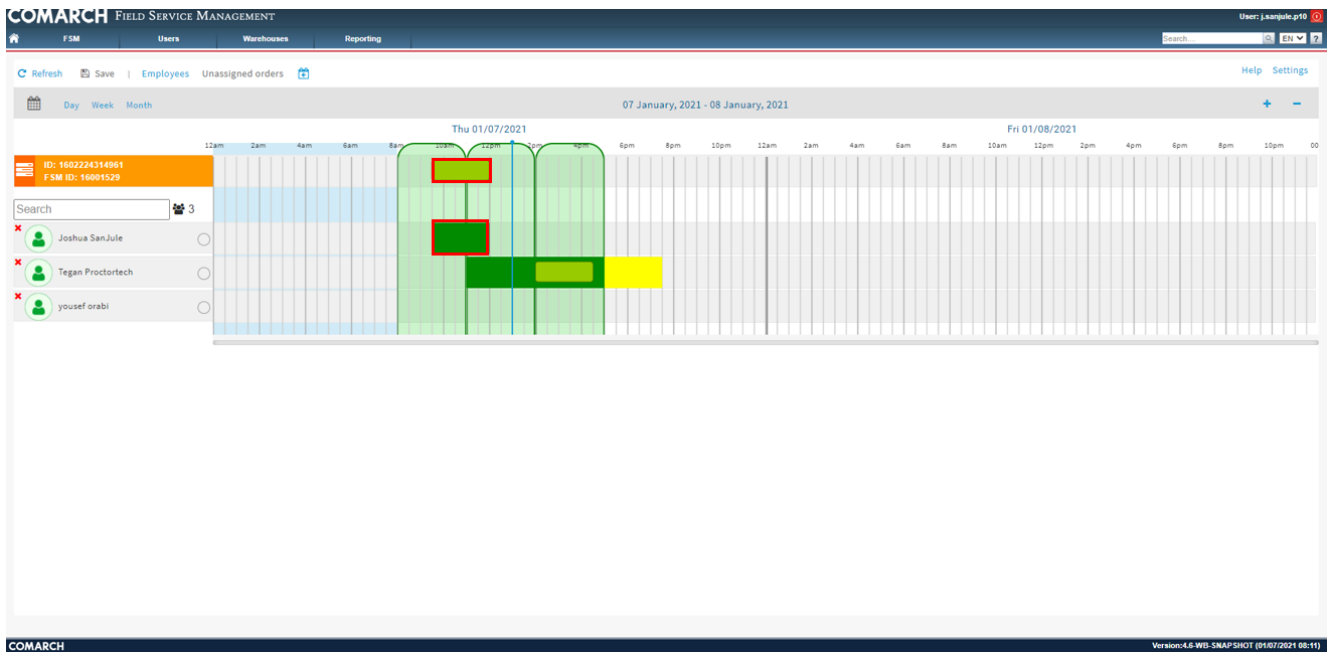 COMARCH FIELD SERVICE MANAGEMENT User: j.sanjule.p10
FSM Users Warehouses Reporting Search... EN ?
Refresh Save | Employees Unassigned orders Help Settings
Day Week Month 07 January, 2021 - 08 January, 2021 + −
Thu 01/07/2021 Fri 01/08/2021
12am 2am 4am 6am 8am 10am 12pm 2pm 4pm 6pm 8pm 10pm 12am 2am 4am 6am 8am 10am 12pm 2pm 4pm 6pm 8pm 10pm 00
ID: 1602224314961
FSM ID: 16001529
Search 3
Joshua SanJule
Tegan Proctortech
yousef orabi
COMARCH Version:4.6-WB-SNAPSHOT (01/07/2021 08:11)